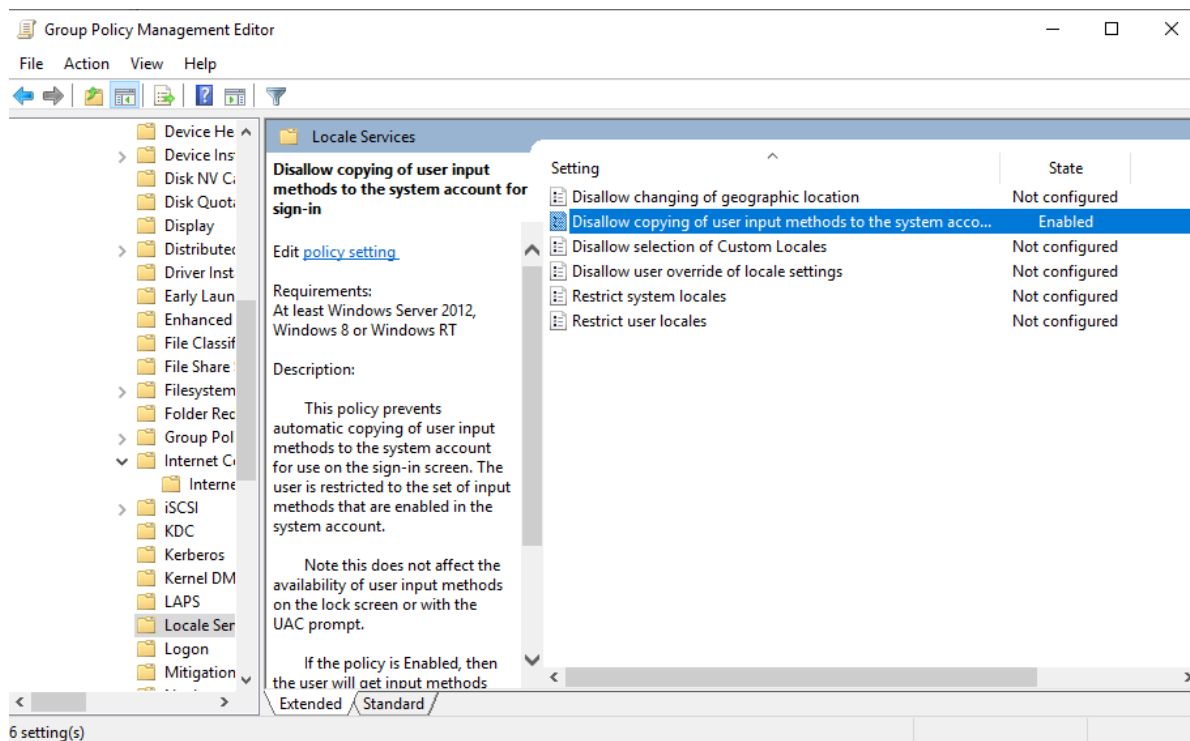 Group Policy Management Editor
File Action View Help
Device He
Device Ins
Disk NV Ca
Disk Quota
Display
Distributed
Driver Inst
Early Laun
Enhanced
File Classif
File Share
Filesystem
Folder Red
Group Pol
Internet Co
Interne
iSCSI
KDC
Kerberos
Kernel DM
LAPS
Locale Ser
Logon
Mitigation
Locale Services
Disallow copying of user input
methods to the system account for
sign-in
Edit policy setting
Requirements:
At least Windows Server 2012,
Windows 8 or Windows RT
Description:
This policy prevents
automatic copying of user input
methods to the system account
for use on the sign-in screen. The
user is restricted to the set of input
methods that are enabled in the
system account.
Note this does not affect the
availability of user input methods
on the lock screen or with the
UAC prompt.
If the policy is Enabled, then
the user will get input methods
Setting State
Disallow changing of geographic location Not configured
Disallow copying of user input methods to the system acco... Enabled
Disallow selection of Custom Locales Not configured
Disallow user override of locale settings Not configured
Restrict system locales Not configured
Restrict user locales Not configured
Extended Standard
6 setting(s)